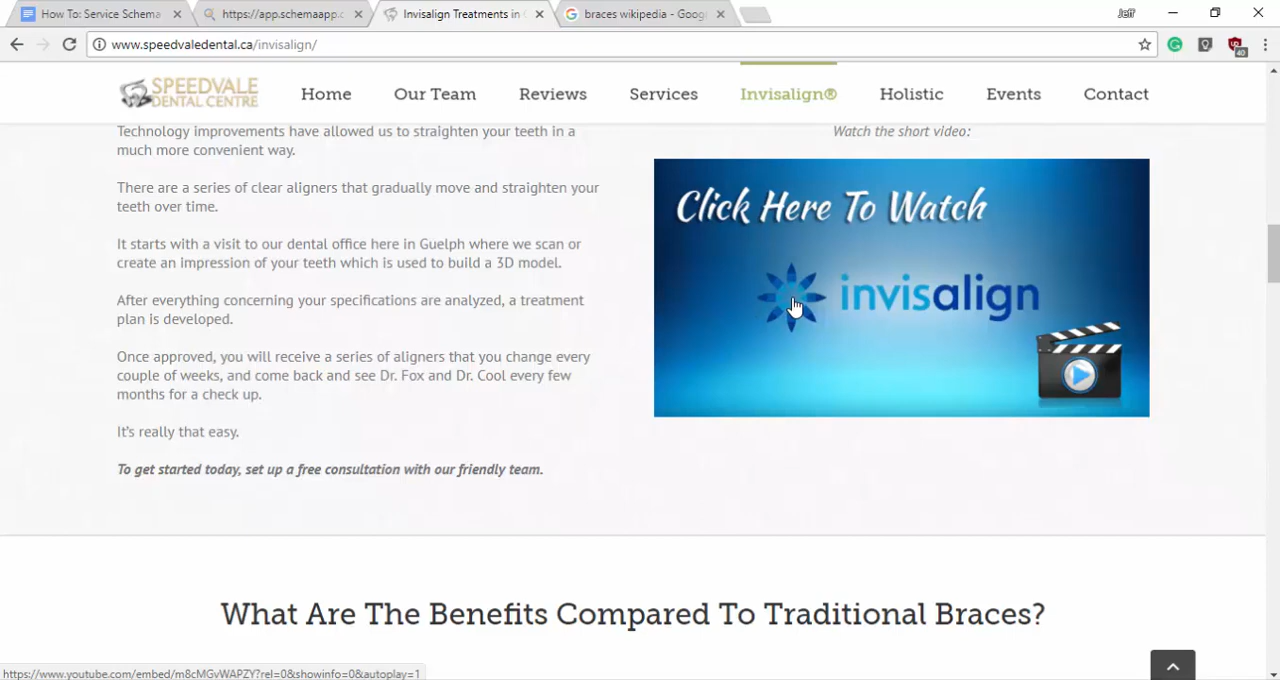 How To: Service Schema
https://app.schemaapp.c
Invisalign Treatments in
braces wikipedia - Goog
Jeff
www.speedvaledental.ca/invisalign/
40
SPEEDVALE
DENTAL CENTRE
Home
Our Team
Reviews
Services
Invisalign®
Holistic
Events
Contact
Technology improvements have allowed us to straighten your teeth in a
much more convenient way.
There are a series of clear aligners that gradually move and straighten your
teeth over time.
It starts with a visit to our dental office here in Guelph where we scan or
create an impression of your teeth which is used to build a 3D model.
After everything concerning your specifications are analyzed, a treatment
plan is developed.
Once approved, you will receive a series of aligners that you change every
couple of weeks, and come back and see Dr. Fox and Dr. Cool every few
months for a check up.
It's really that easy.
To get started today, set up a free consultation with our friendly team.
Watch the short video:
Click Here To Watch
invisalign
What Are The Benefits Compared To Traditional Braces?
https://www.youtube.com/embed/m8cMGvWAPZY?rel=0&showinfo=0&autoplay=1